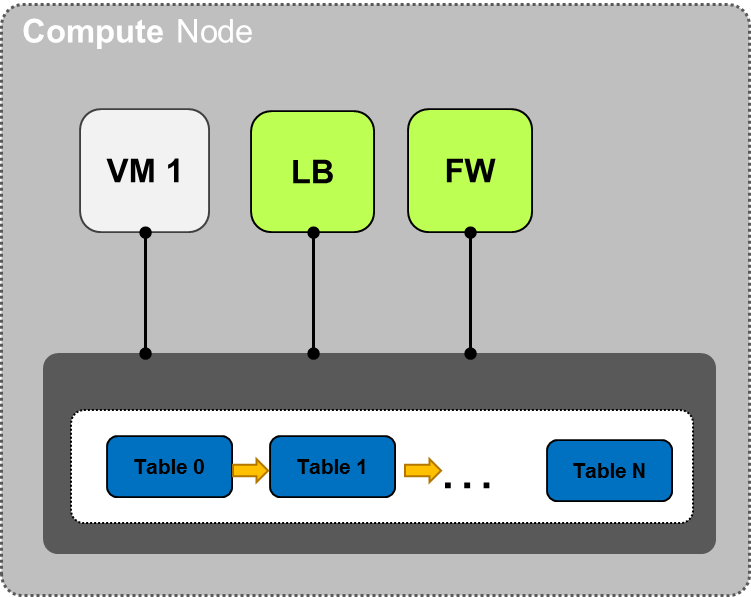 Compute Node
VM 1
LB
FW
Table 0
Table 1
...
Table N